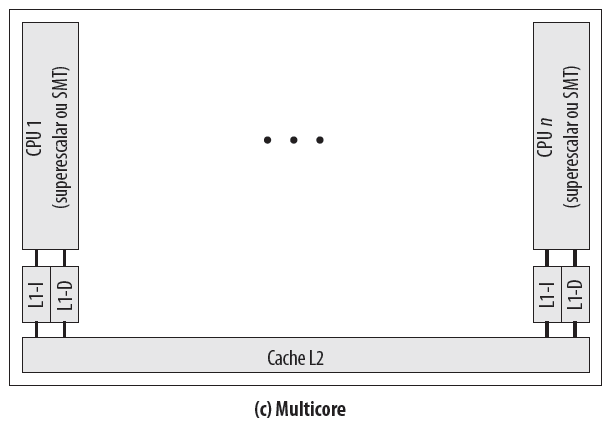 CPU 1
(superescalar ou SMT)
• • •
CPU n
(superescalar ou SMT)
L1-I
L1-D
L1-I
L1-D
Cache L2
(c) Multicore